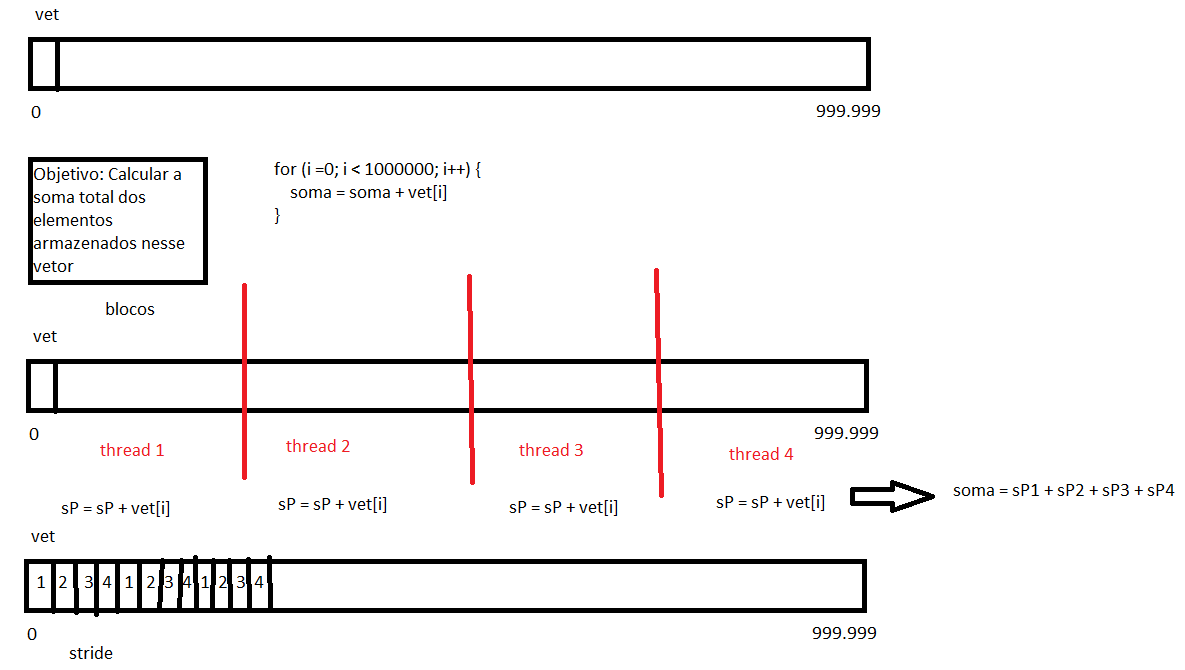 vet
0
999.999
Objetivo: Calcular a
soma total dos
elementos
armazenados nesse
vetor
for (i =0; i < 1000000; i++) {
soma = soma + vet[i]
}
blocos
vet
0
999.999
thread 1
thread 2
thread 3
thread 4
sP = sP + vet[i]
sP = sP + vet[i]
sP = sP + vet[i]
sP = sP + vet[i]
soma = sP1 + sP2 + sP3 + sP4
vet
1 2 3 4 1 2 3 4 1 2 3 4
0
999.999
stride